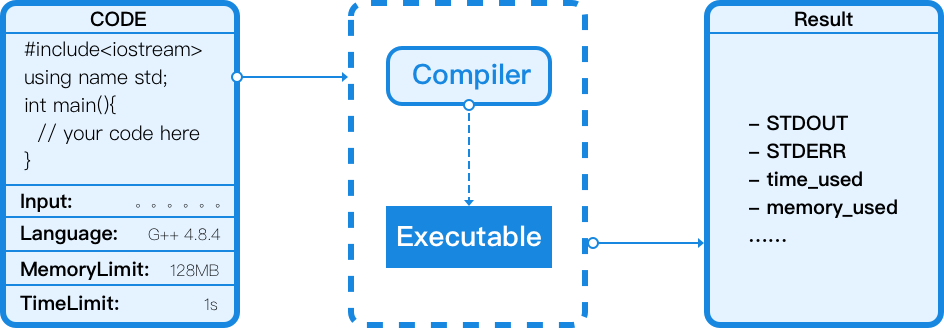 CODE
#include<iostream>
using name std;
int main(){
// your code here
}
Input: 。。。。。。
Language: G++ 4.8.4
MemoryLimit: 128MB
TimeLimit: 1s
Compiler
Executable
Result
– STDOUT
– STDERR
– time_used
– memory_used
......